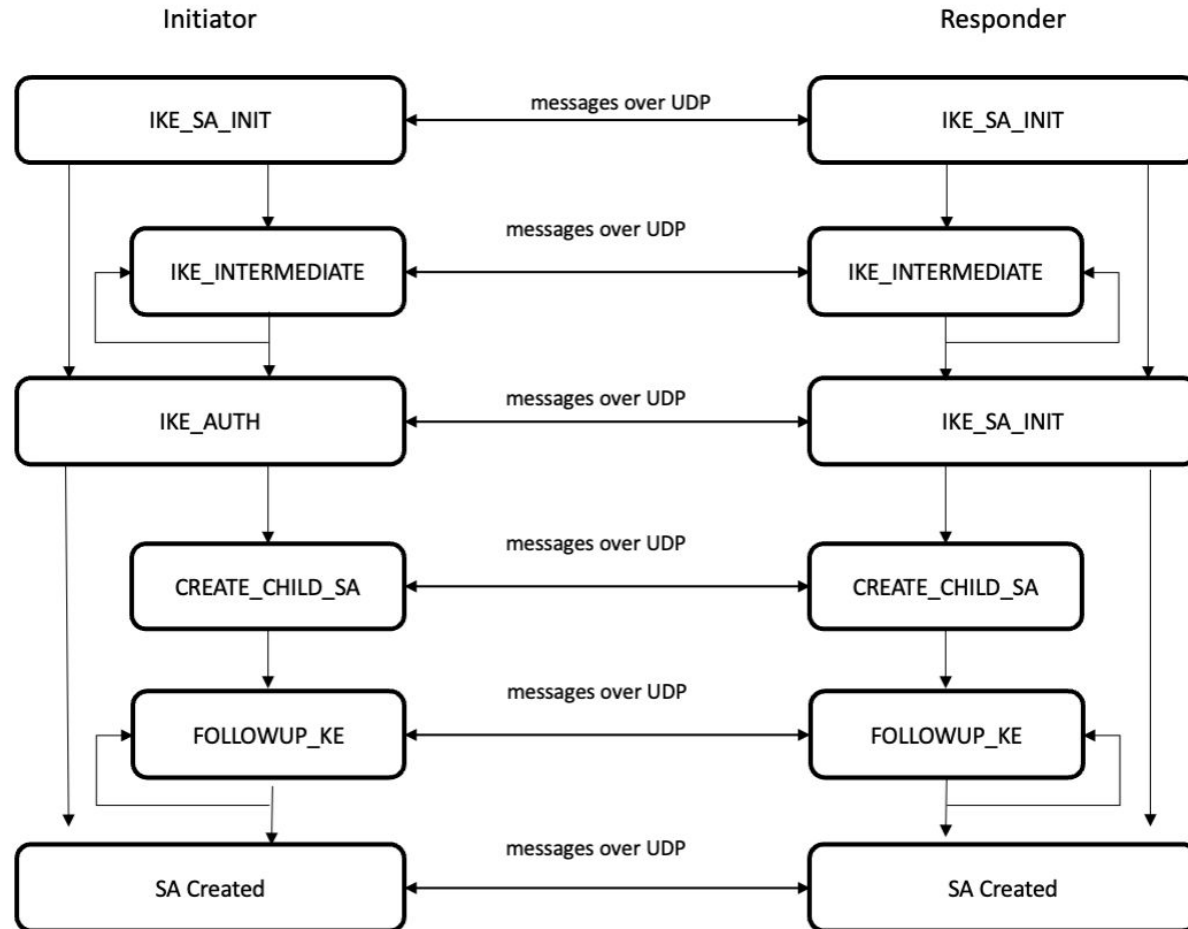 Initiator
Responder
IKE_SA_INIT
messages over UDP
IKE_SA_INIT
IKE_INTERMEDIATE
messages over UDP
IKE_INTERMEDIATE
IKE_AUTH
messages over UDP
IKE_SA_INIT
CREATE_CHILD_SA
messages over UDP
CREATE_CHILD_SA
FOLLOWUP_KE
messages over UDP
FOLLOWUP_KE
SA Created
messages over UDP
SA Created